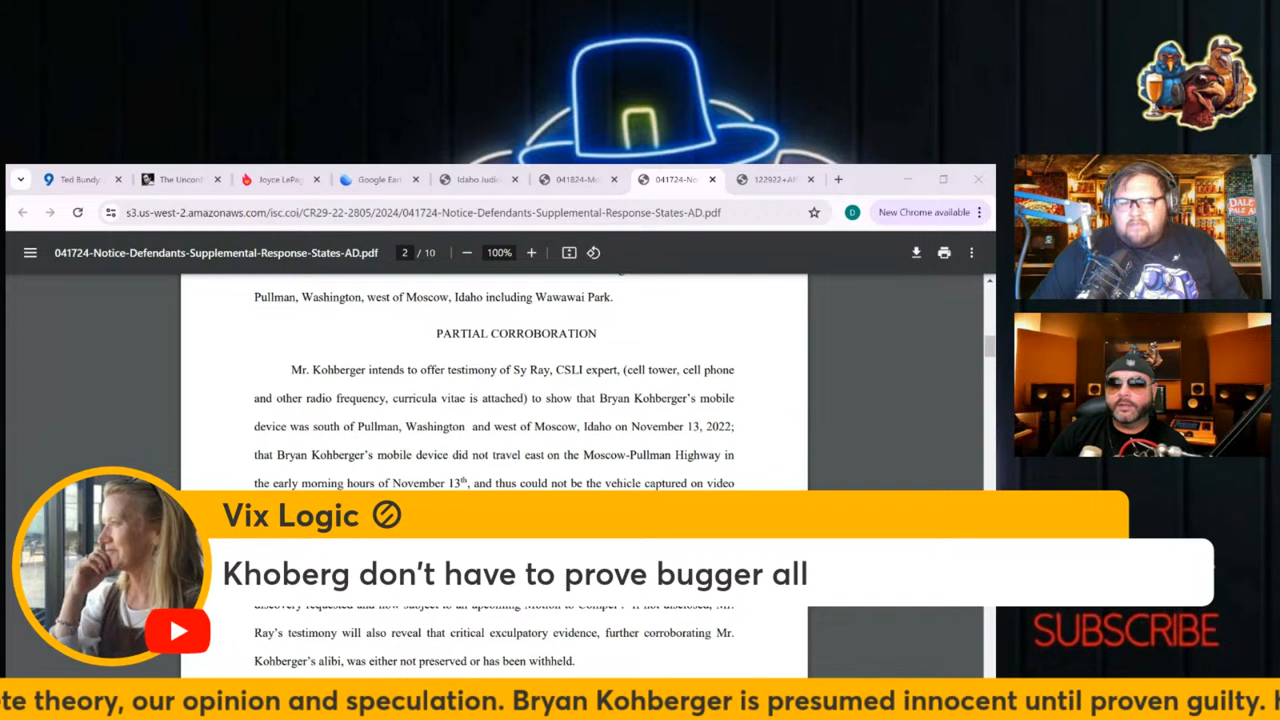 Ted Bundy:
The Unconf
Joyce LePag
Google Eart
Idaho Judic
041824-Mo
041724-No
122922+Af
s3.us-west-2.amazonaws.com/isc.coi/CR29-22-2805/2024/041724-Notice-Defendants-Supplemental-Response-States-AD.pdf
D
New Chrome available
041724-Notice-Defendants-Supplemental-Response-States-AD.pdf
2 / 10
100%
DALE'S
PALE A
Pullman, Washington, west of Moscow, Idaho including Wawawai Park.
PARTIAL CORROBORATION
Mr. Kohberger intends to offer testimony of Sy Ray, CSLI expert, (cell tower, cell phone
and other radio frequency, curricula vitae is attached) to show that Bryan Kohberger's mobile
device was south of Pullman, Washington and west of Moscow, Idaho on November 13, 2022;
that Bryan Kohberger's mobile device did not travel east on the Moscow-Pullman Highway in
the early morning hours of November 13th, and thus could not be the vehicle captured on video
Vix Logic
Khoberg don't have to prove bugger all
discovery requested and now subject to an upcoming Motion to Compel . If not disclosed, Mr.
Ray's testimony will also reveal that critical exculpatory evidence, further corroborating Mr.
Kohberger's alibi, was either not preserved or has been withheld.
SUBSCRIBE
te theory, our opinion and speculation. Bryan Kohberger is presumed innocent until proven guilty.